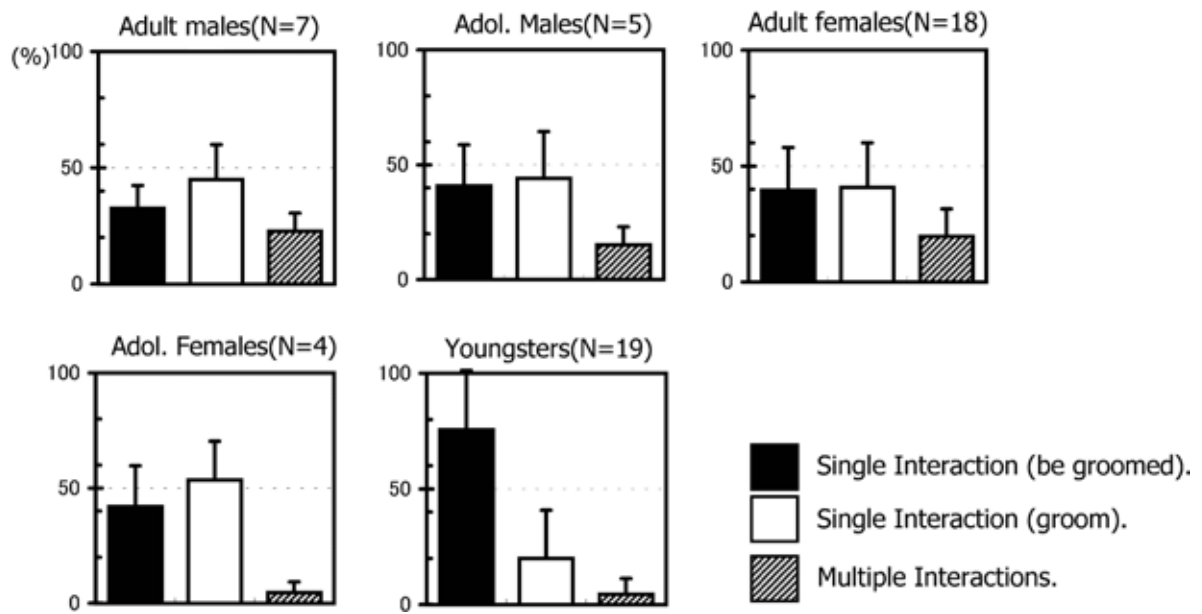 Adult males(N=7)
Adol. Males(N=5)
Adult females(N=18)
(%)
100
50
0
100
50
0
100
50
0
Adol. Females(N=4)
Youngsters(N=19)
100
50
0
100
50
0
Single Interaction (be groomed).
Single Interaction (groom).
Multiple Interactions.